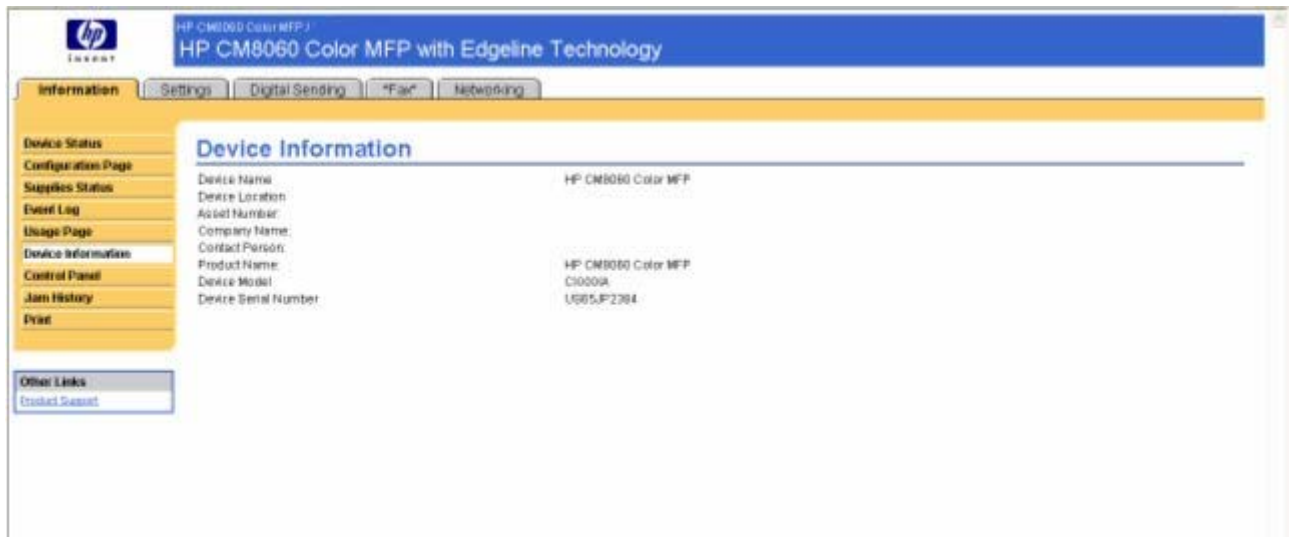 hp
invent
HP CM8060 Color MFP /
HP CM8060 Color MFP with Edgeline Technology
Information
Settings
Digital Sending
"Fax"
Networking
Device Status
Configuration Page
Supplies Status
Event Log
Usage Page
Device Information
Control Panel
Jam History
Print
Other Links
Product Support
Device Information
Device Name HP CM8060 Color MFP
Device Location
Asset Number:
Company Name:
Contact Person:
Product Name: HP CM8060 Color MFP
Device Model
Device Serial Number